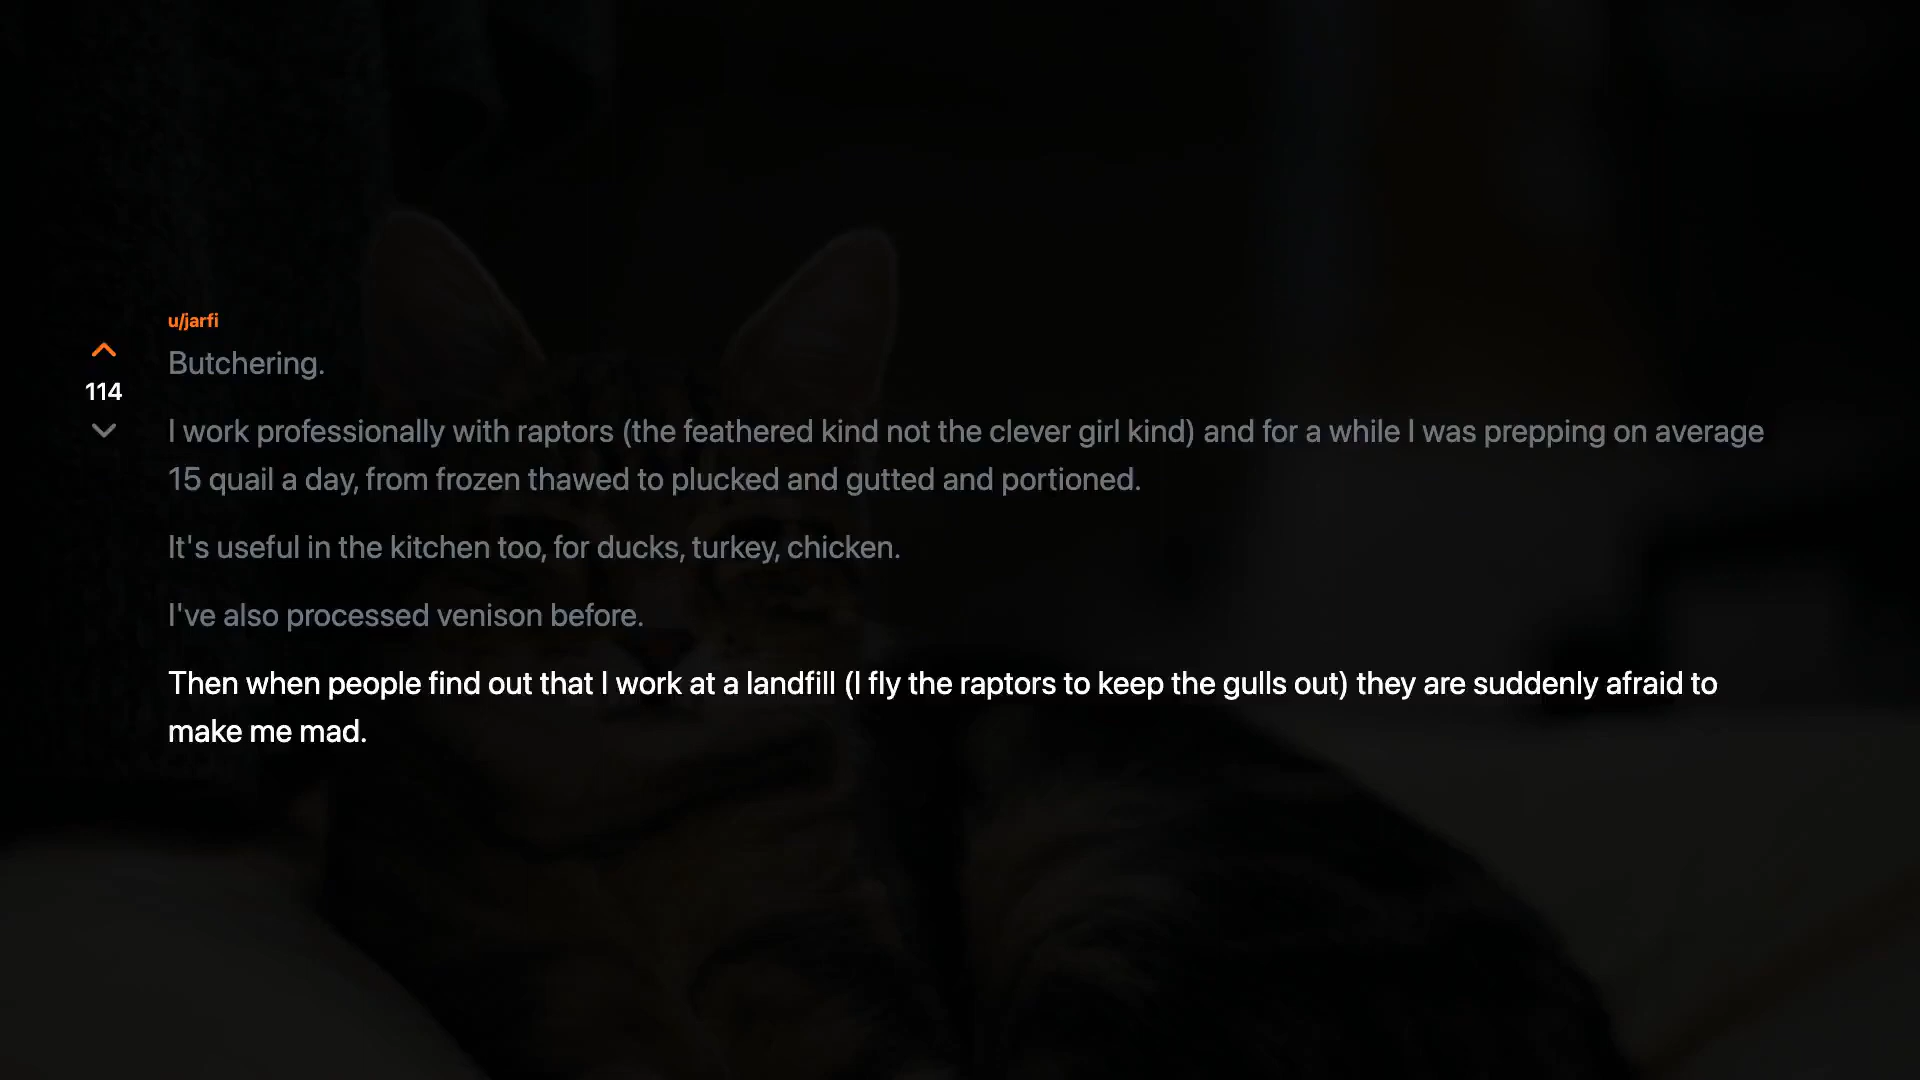 u/jarfi
Butchering.
114
I work professionally with raptors (the feathered kind not the clever girl kind) and for a while I was prepping on average
15 quail a day, from frozen thawed to plucked and gutted and portioned.
It's useful in the kitchen too, for ducks, turkey, chicken.
I've also processed venison before.
Then when people find out that I work at a landfill (I fly the raptors to keep the gulls out) they are suddenly afraid to
make me mad.